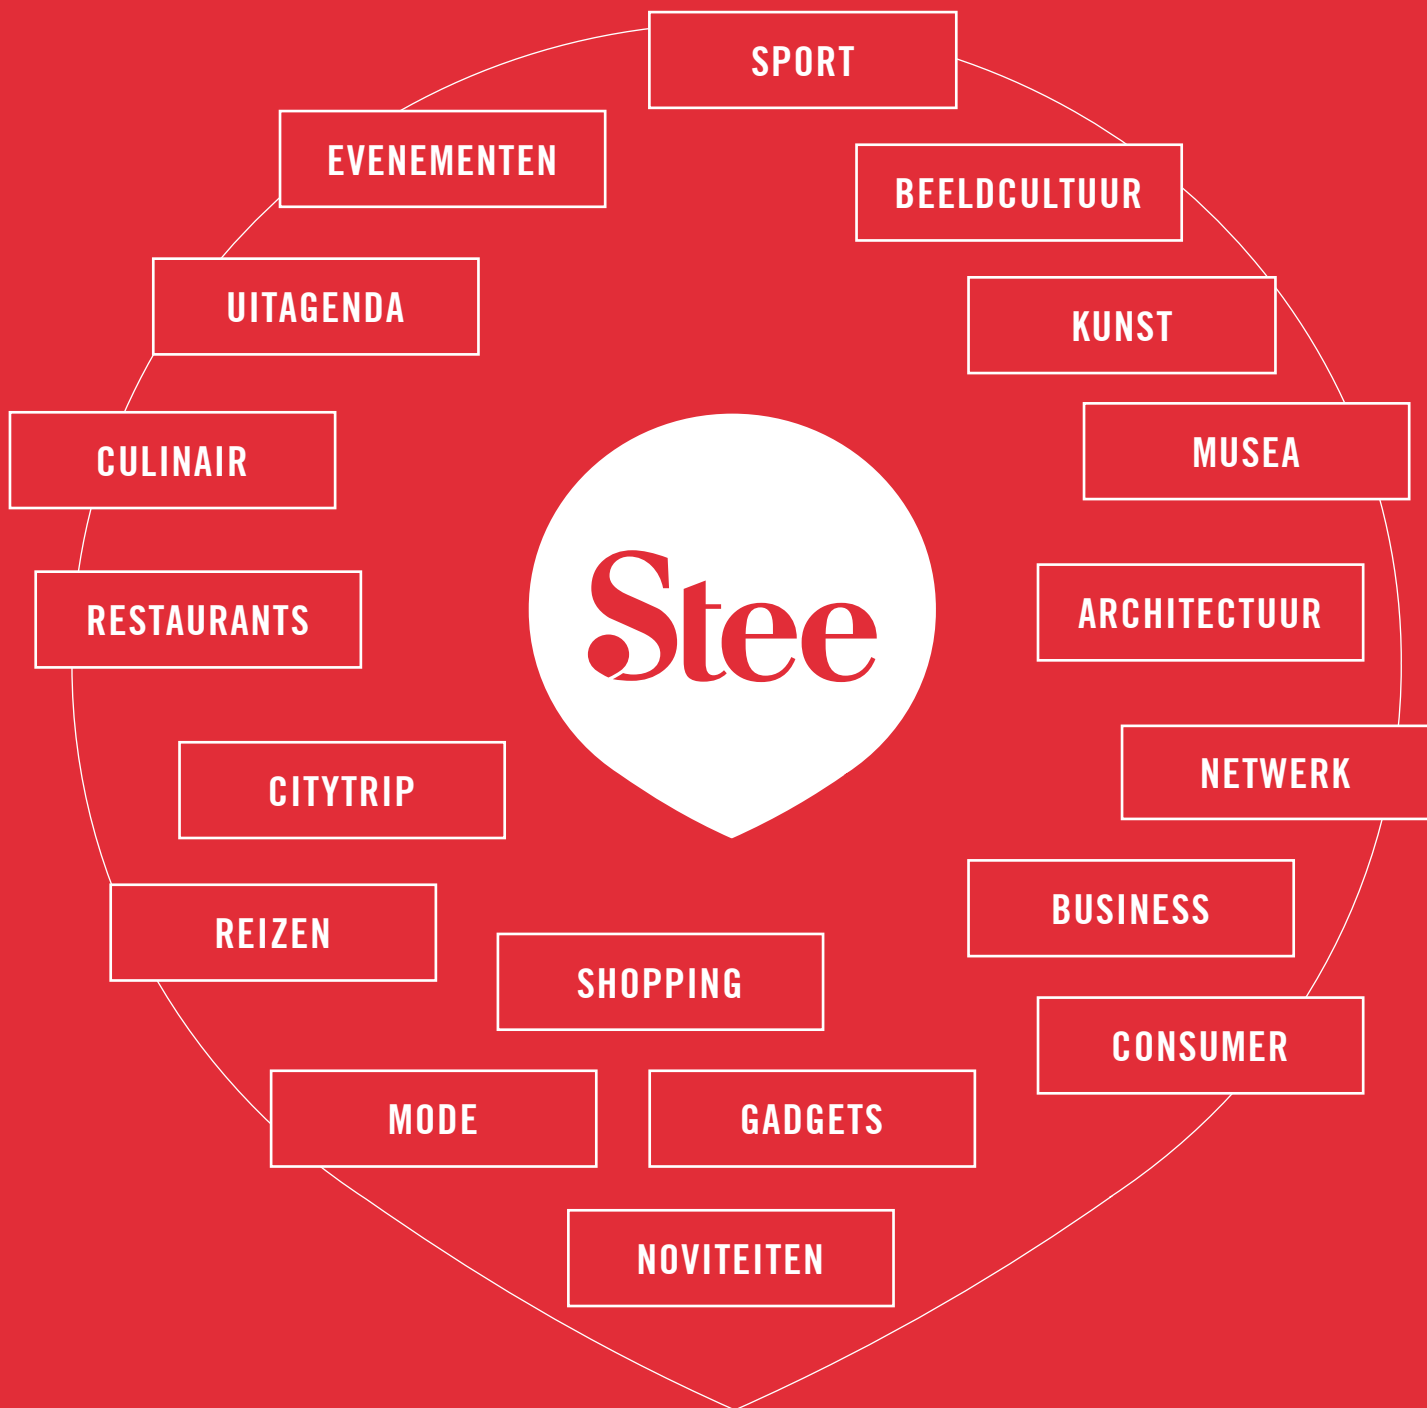 SPORT
EVENEMENTEN
BEELDCULTUUR
UITAGENDA
KUNST
CULINAIR
MUSEA
Stee
RESTAURANTS
ARCHITECTUUR
CITYTRIP
NETWERK
REIZEN
BUSINESS
SHOPPING
CONSUMER
MODE
GADGETS
NOVITEITEN